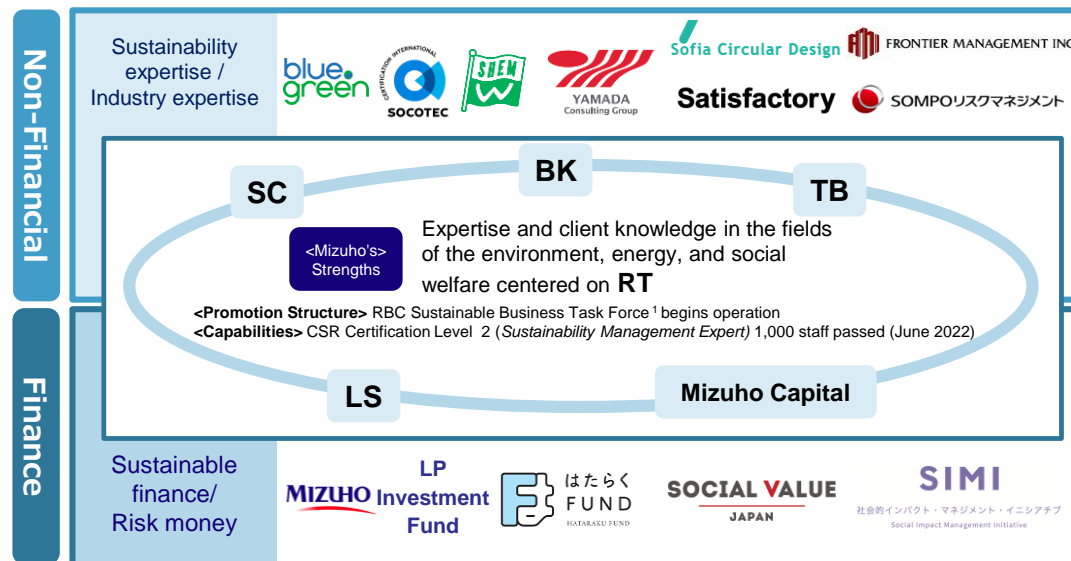 Non-Financial
Sustainability
expertise /
Industry expertise
blue.
green
CERTIFICATION INTERNATIONAL
SOCOTEC
SHEM
W
YAMADA
Consulting Group
Sofia Circular Design
FRONTIER MANAGEMENT INC
Satisfactory
SOMPOリスクマネジメント
SC
BK
TB
<Mizuho's>
Strengths
Expertise and client knowledge in the fields
of the environment, energy, and social
welfare centered on RT
<Promotion Structure> RBC Sustainable Business Task Force 1 begins operation
<Capabilities> CSR Certification Level 2 (Sustainability Management Expert) 1,000 staff passed (June 2022)
LS
Mizuho Capital
Finance
Sustainable
finance/
Risk money
MIZUHO
LP
Investment
Fund
はたらく
FUND
HATARAKU FUND
SOCIAL VALUE
JAPAN
SIMI
社会的インパクト・マネジメント・イニシアチブ
Social Impact Management Initiative